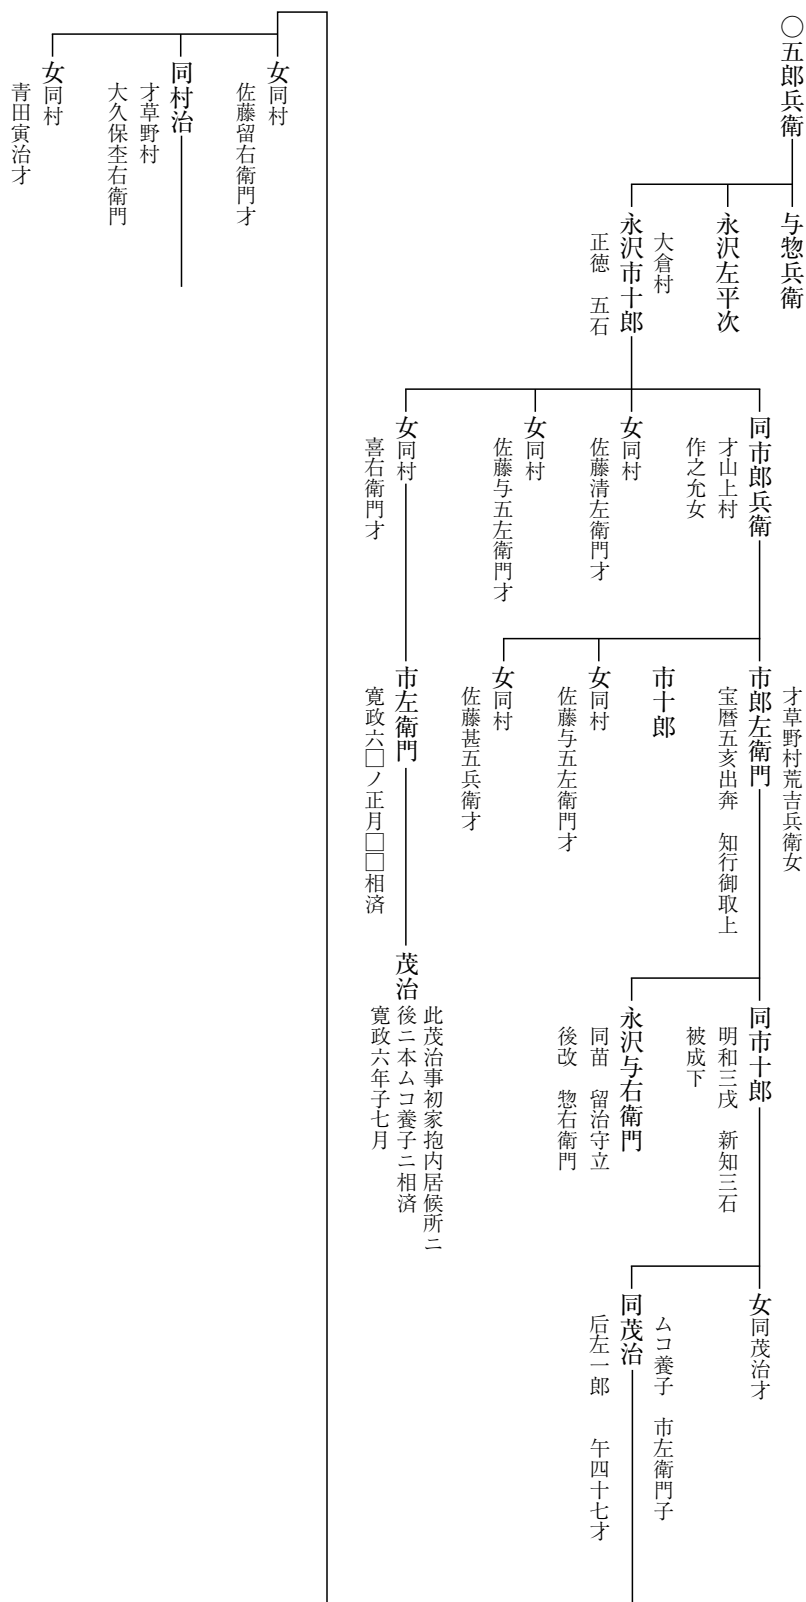 〇五郎兵衛
与惣兵衛
永沢左平次
大倉村
永沢市十郎
正徳　五石
同市郎兵衛
才山上村
作之允女
女同村
佐藤清左衛門才
女同村
佐藤与五左衛門才
女同村
喜右衛門才
才草野村荒吉兵衛女
市郎左衛門
宝暦五亥出奔　知行御取上
市十郎
女同村
佐藤与五左衛門才
女同村
佐藤甚五兵衛才
市左衛門
寛政六□ノ正月□□相済
同市十郎
明和三戌　新知三石
被成下
永沢与右衛門
同苗　留治守立
後改　惣右衛門
茂治
此茂治事初家抱内居候所ニ
後ニ本ムコ養子ニ相済
寛政六年子七月
女同茂治才
ムコ養子　市左衛門子
同茂治
后左一郎　午四十七才
女同村
佐藤留右衛門才
同村治
才草野村
大久保杢右衛門
女同村
青田寅治才